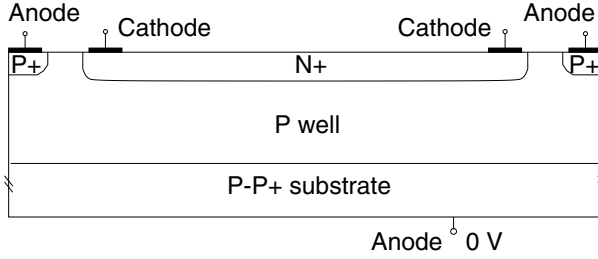 Anode Cathode Cathode Anode
P+ N+ P+
P well
P-P+ substrate
Anode 0 V